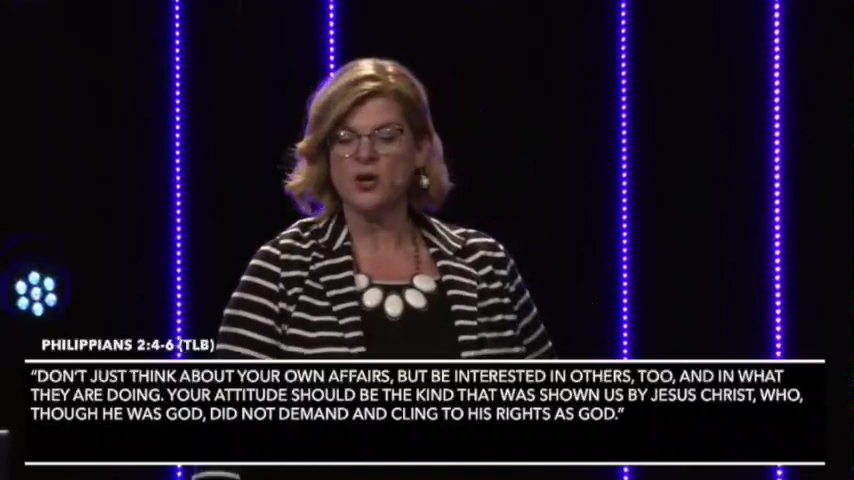 PHILIPPIANS 2:4-6 (TLB)
“DON’T JUST THINK ABOUT YOUR OWN AFFAIRS, BUT BE INTERESTED IN OTHERS, TOO, AND IN WHAT
THEY ARE DOING. YOUR ATTITUDE SHOULD BE THE KIND THAT WAS SHOWN US BY JESUS CHRIST, WHO,
THOUGH HE WAS GOD, DID NOT DEMAND AND CLING TO HIS RIGHTS AS GOD.”